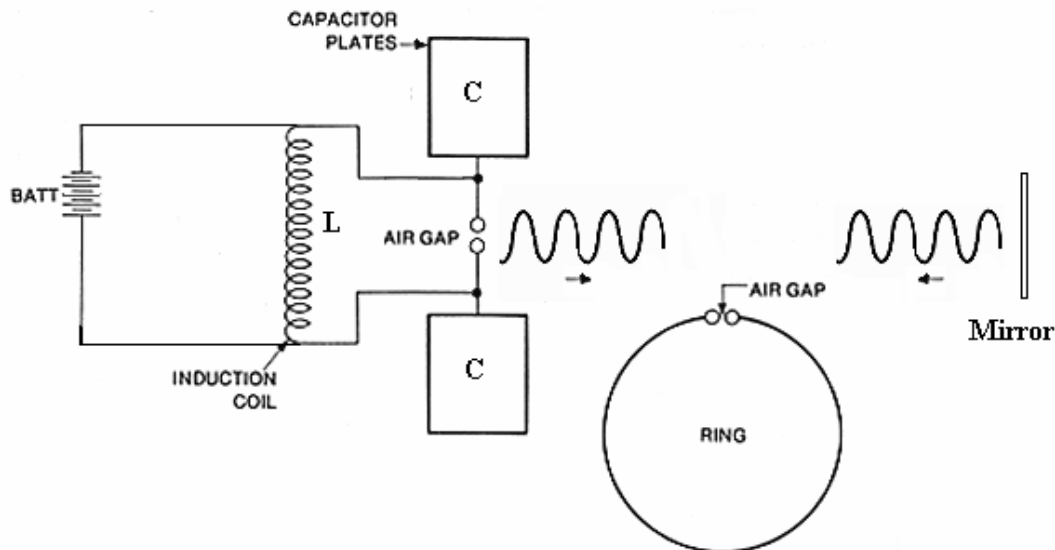 CAPACITOR
PLATES
C
BATT
L
AIR GAP
AIR GAP
Mirror
INDUCTION
COIL
C
RING